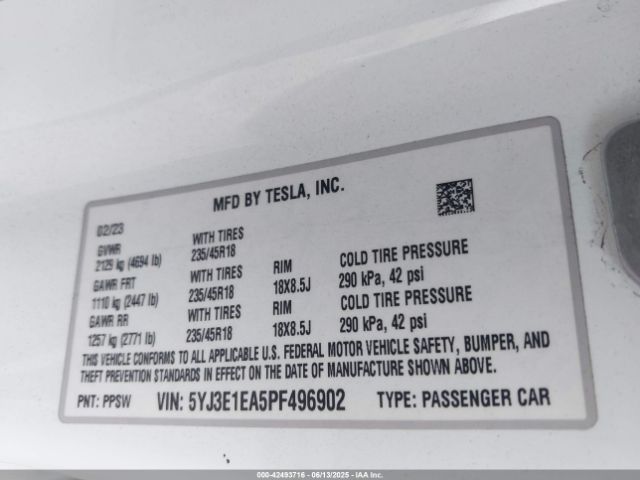 MFD BY TESLA, INC.
02/23
GVWR WITH TIRES
2129 kg (4694 lb) 235/45R18 RIM COLD TIRE PRESSURE
GAWR FRT WITH TIRES 18X8.5J 290 kPa, 42 psi
1110 kg (2447 lb) 235/45R18 RIM COLD TIRE PRESSURE
GAWR RR WITH TIRES 18X8.5J 290 kPa, 42 psi
1257 kg (2771 lb) 235/45R18
THIS VEHICLE CONFORMS TO ALL APPLICABLE U.S. FEDERAL MOTOR VEHICLE SAFETY, BUMPER, AND
THEFT PREVENTION STANDARDS IN EFFECT ON THE DATE OF MANUFACTURE SHOWN ABOVE.
PNT: PPSW VIN: 5YJ3E1EA5PF496902 TYPE: PASSENGER CAR
000-42493716 | 06/13/2025 | IAA Inc.